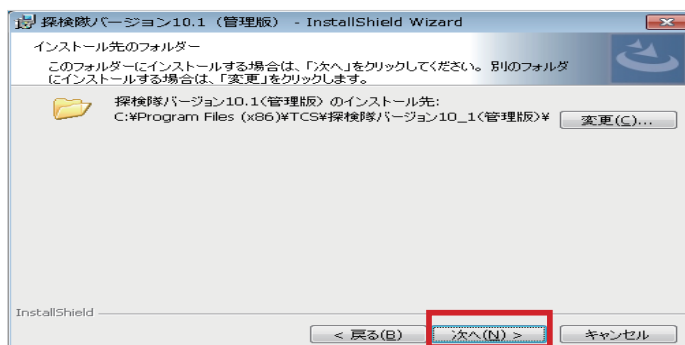 探検隊バージョン10.1（管理版） - InstallShield Wizard
インストール先のフォルダー
このフォルダーにインストールする場合は、「次へ」をクリックしてください。別のフォルダ
にインストールする場合は、「変更」をクリックします。
探検隊バージョン10.1(管理版) のインストール先:
C:¥Program Files (x86)¥TCS¥探検隊バージョン10_1(管理版)¥
変更(C)...
InstallShield
< 戻る(B)
次へ(N) >
キャンセル